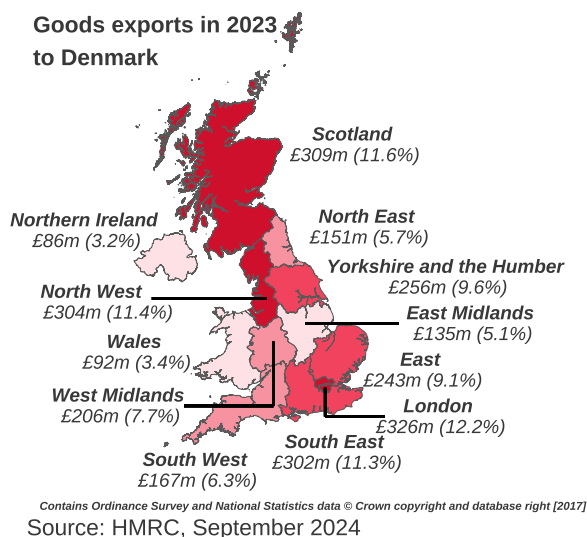 Goods exports in 2023
to Denmark
Scotland
£309m (11.6%)
Northern Ireland
£86m (3.2%)
North East
£151m (5.7%)
Yorkshire and the Humber
£256m (9.6%)
North West
£304m (11.4%)
East Midlands
£135m (5.1%)
Wales
£92m (3.4%)
East
£243m (9.1%)
West Midlands
£206m (7.7%)
London
£326m (12.2%)
South East
£302m (11.3%)
South West
£167m (6.3%)
Contains Ordinance Survey and National Statistics data © Crown copyright and database right [2017]
Source: HMRC, September 2024